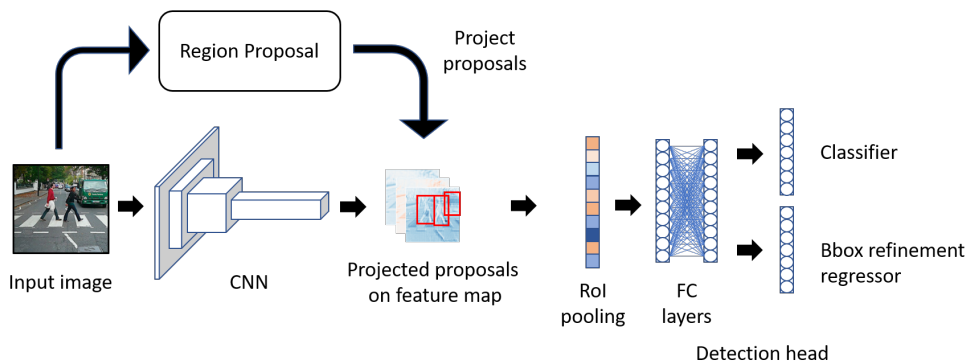 Region Proposal
Project
proposals
Input image
CNN
Projected proposals
on feature map
RoI
pooling
FC
layers
Classifier
Bbox refinement
regressor
Detection head